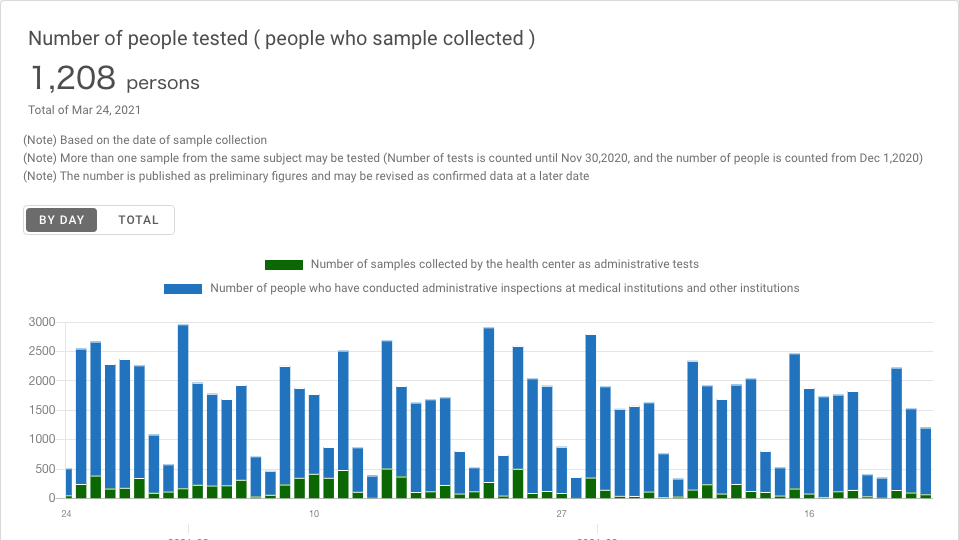 Number of people tested ( people who sample collected )
1,208 persons
Total of Mar 24, 2021
(Note) Based on the date of sample collection
(Note) More than one sample from the same subject may be tested (Number of tests is counted until Nov 30,2020, and the number of people is counted from Dec 1,2020)
(Note) The number is published as preliminary figures and may be revised as confirmed data at a later date
BY DAY TOTAL
Number of samples collected by the health center as administrative tests
Number of people who have conducted administrative inspections at medical institutions and other institutions
3000
2500
2000
1500
1000
500
0
24 10 27 16